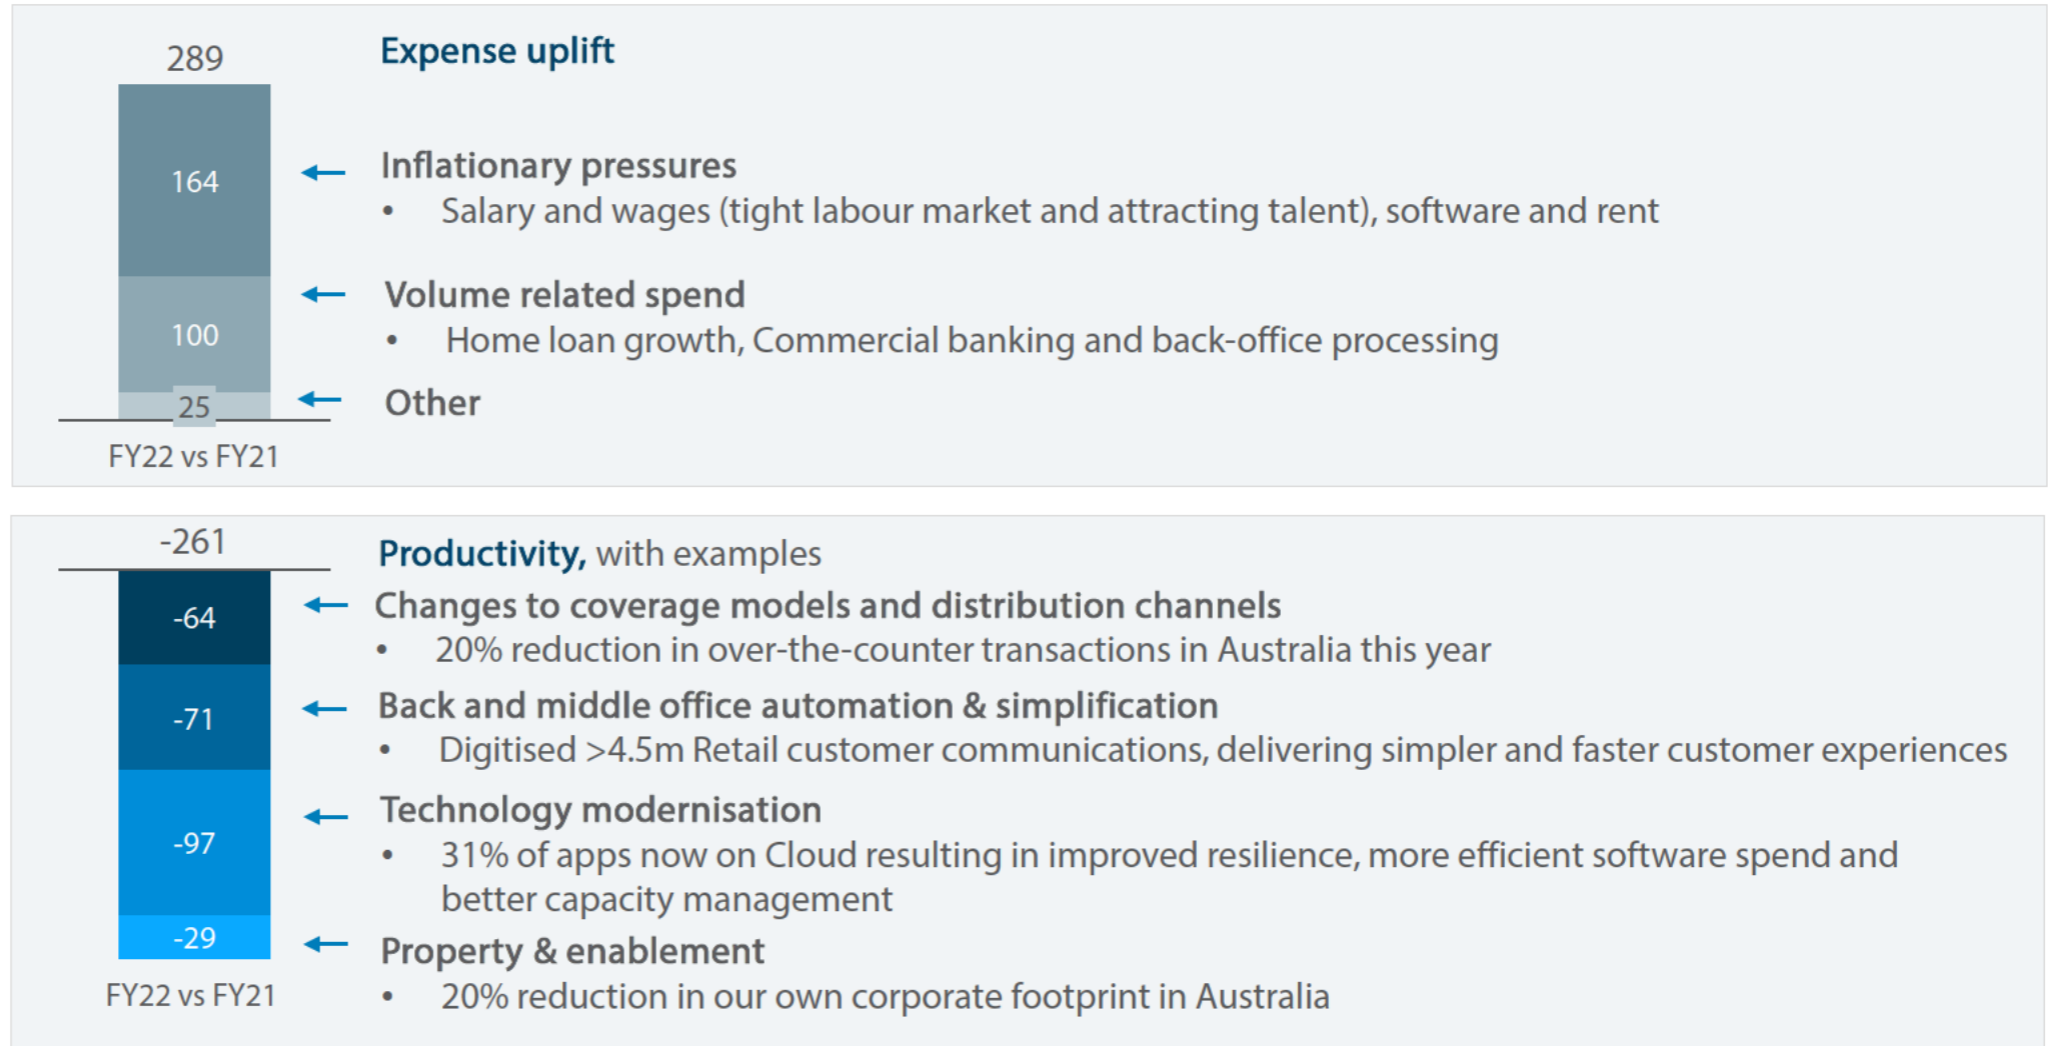 289
Expense uplift
164
Inflationary pressures
• Salary and wages (tight labour market and attracting talent), software and rent
Volume related spend
100
• Home loan growth, Commercial banking and back-office processing
25
Other
FY22 vs FY21
-261
Productivity, with examples
-64
Changes to coverage models and distribution channels
• 20% reduction in over-the-counter transactions in Australia this year
-71
Back and middle office automation & simplification
• Digitised >4.5m Retail customer communications, delivering simpler and faster customer experiences
Technology modernisation
-97
• 31% of apps now on Cloud resulting in improved resilience, more efficient software spend and
better capacity management
-29
Property & enablement
FY22 vs FY21
• 20% reduction in our own corporate footprint in Australia